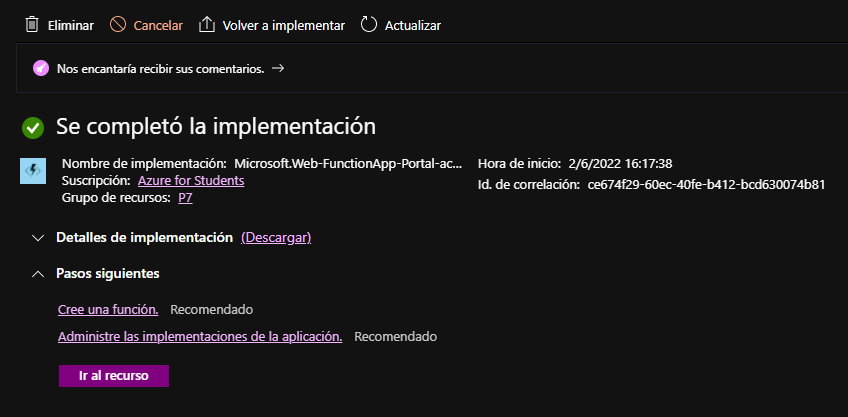 Eliminar Cancelar Volver a implementar Actualizar
Nos encantaría recibir sus comentarios. →
Se completó la implementación
Nombre de implementación: Microsoft.Web-FunctionApp-Portal-ac... Hora de inicio: 2/6/2022 16:17:38
Suscripción: Azure for Students Id. de correlación: ce674f29-60ec-40fe-b412-bcd630074b81
Grupo de recursos: P7
Detalles de implementación (Descargar)
Pasos siguientes
Cree una función. Recomendado
Administre las implementaciones de la aplicación. Recomendado
Ir al recurso